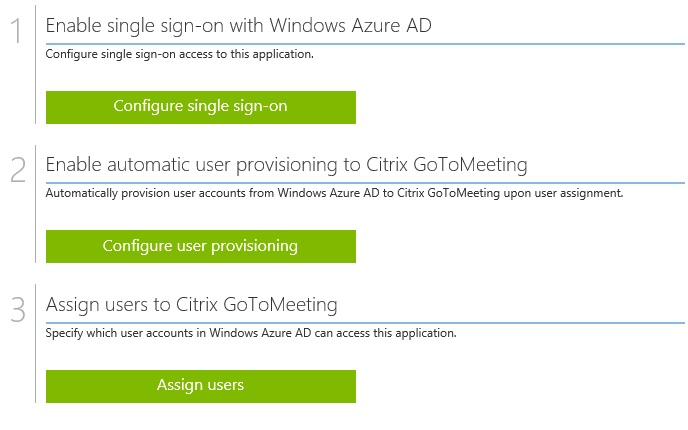 1
Enable single sign-on with Windows Azure AD
Configure single sign-on access to this application.
Configure single sign-on
2
Enable automatic user provisioning to Citrix GoToMeeting
Automatically provision user accounts from Windows Azure AD to Citrix GoToMeeting upon user assignment.
Configure user provisioning
3
Assign users to Citrix GoToMeeting
Specify which user accounts in Windows Azure AD can access this application.
Assign users